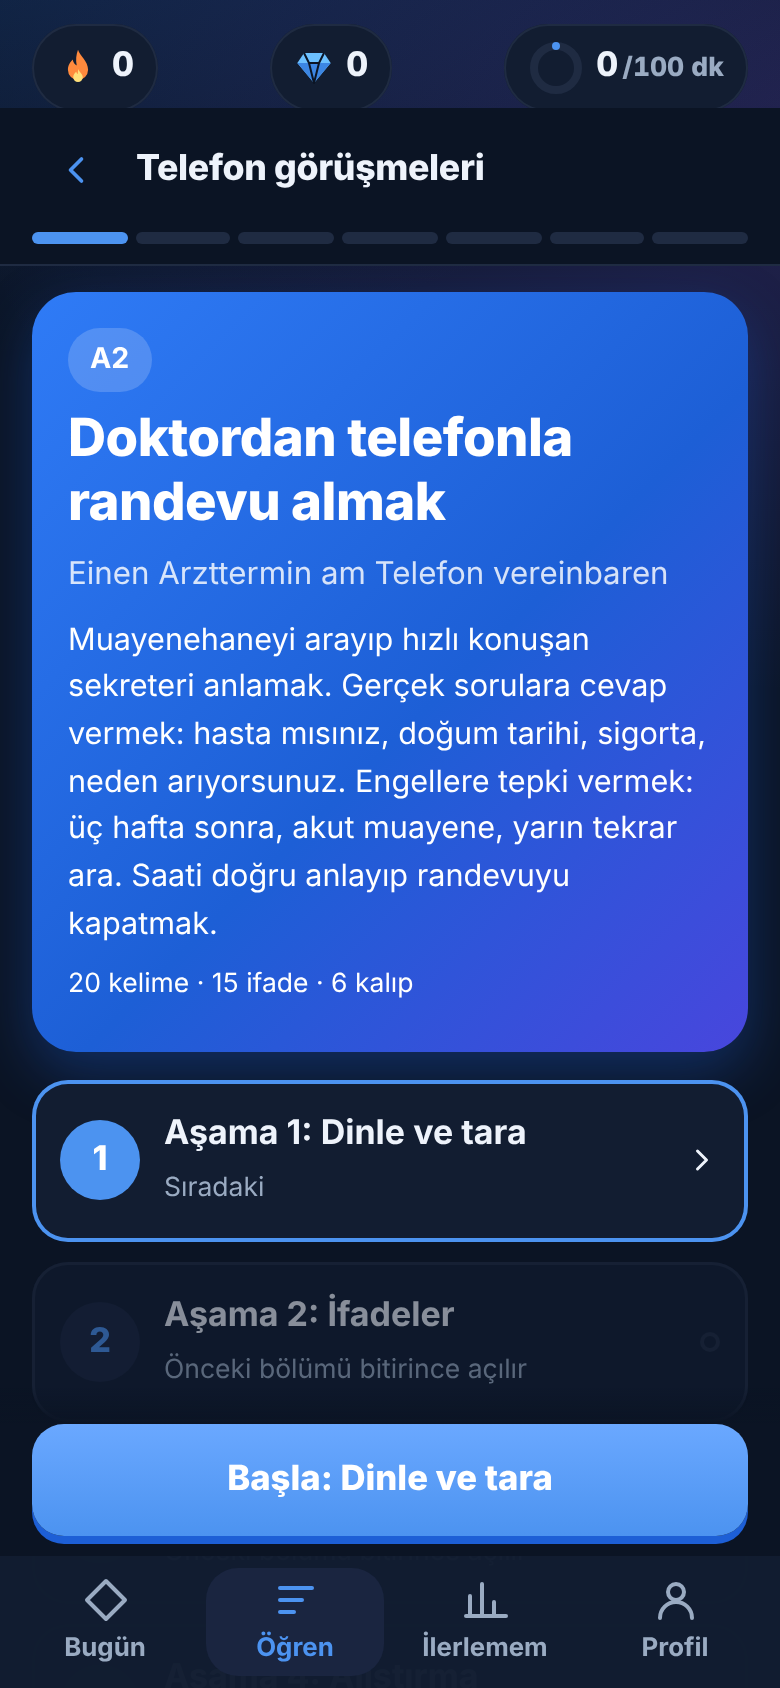 0
0
0/100 dk
Telefon görüşmeleri
A2
Doktordan telefonla
randevu almak
Einen Arzttermin am Telefon vereinbaren
Muayenehaneyi arayıp hızlı konuşan
sekreteri anlamak. Gerçek sorulara cevap
vermek: hasta mısınız, doğum tarihi, sigorta,
neden arıyorsunuz. Engellere tepki vermek:
üç hafta sonra, akut muayene, yarın tekrar
ara. Saati doğru anlayıp randevuyu
kapatmak.
20 kelime · 15 ifade · 6 kalıp
1
Aşama 1: Dinle ve tara
Sıradaki
2
Aşama 2: İfadeler
Önceki bölümü bitirince açılır
Başla: Dinle ve tara
Bugün
Öğren
İlerlemem
Profil